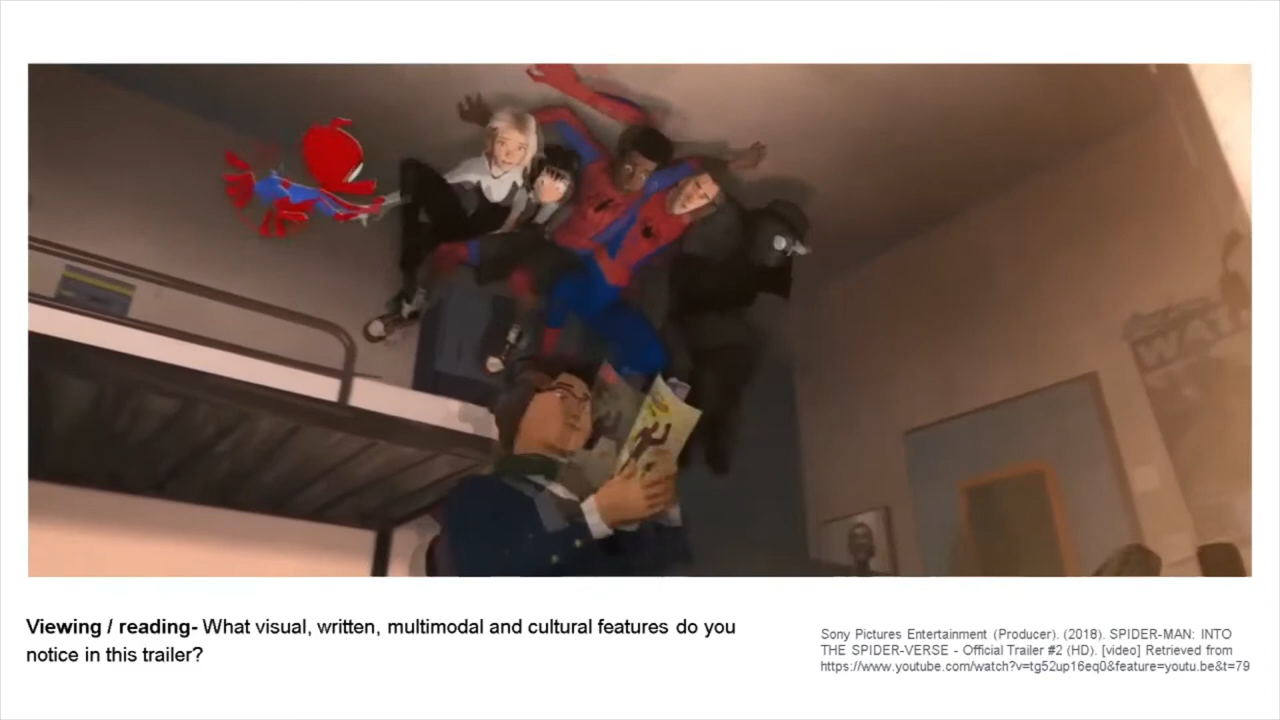 WAR
Viewing / reading- What visual, written, multimodal and cultural features do you
notice in this trailer?
Sony Pictures Entertainment (Producer). (2018). SPIDER-MAN: INTO
THE SPIDER-VERSE - Official Trailer #2 (HD). [video] Retrieved from
https://www.youtube.com/watch?v=tg52up16eq0&feature=youtu.be&t=79